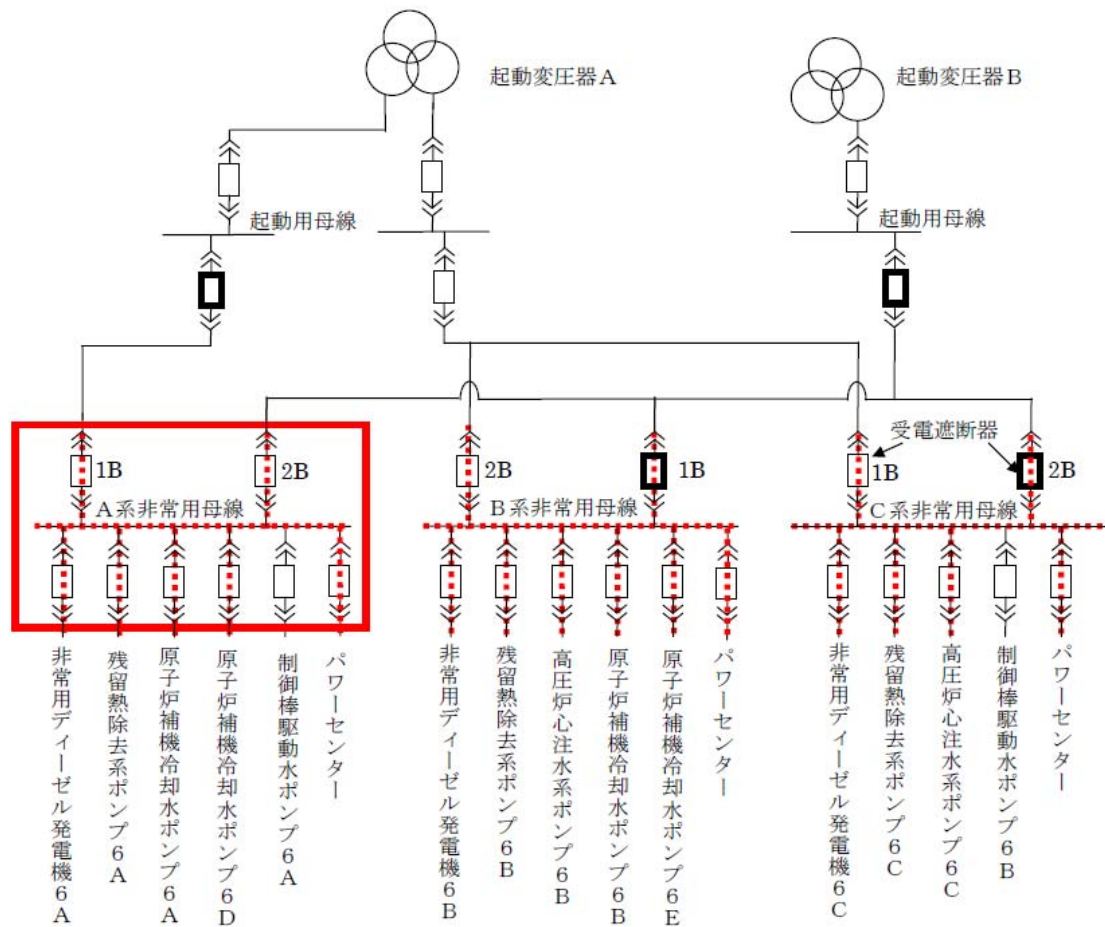 起動変圧器A
起動変圧器B
起動用母線
起動用母線
受電遮断器
1B
2B
2B
1B
1B
2B
A系非常用母線
B系非常用母線
C系非常用母線
非常用ディーゼル発電機6A
残留熱除去系ポンプ6A
原子炉補機冷却水ポンプ6A
原子炉補機冷却水ポンプ6D
制御棒駆動水ポンプ6A
パワーセンター
非常用ディーゼル発電機6B
残留熱除去系ポンプ6B
高圧炉心注水系ポンプ6B
原子炉補機冷却水ポンプ6B
原子炉補機冷却水ポンプ6E
パワーセンター
非常用ディーゼル発電機6C
残留熱除去系ポンプ6C
高圧炉心注水系ポンプ6C
制御棒駆動水ポンプ6B
パワーセンター